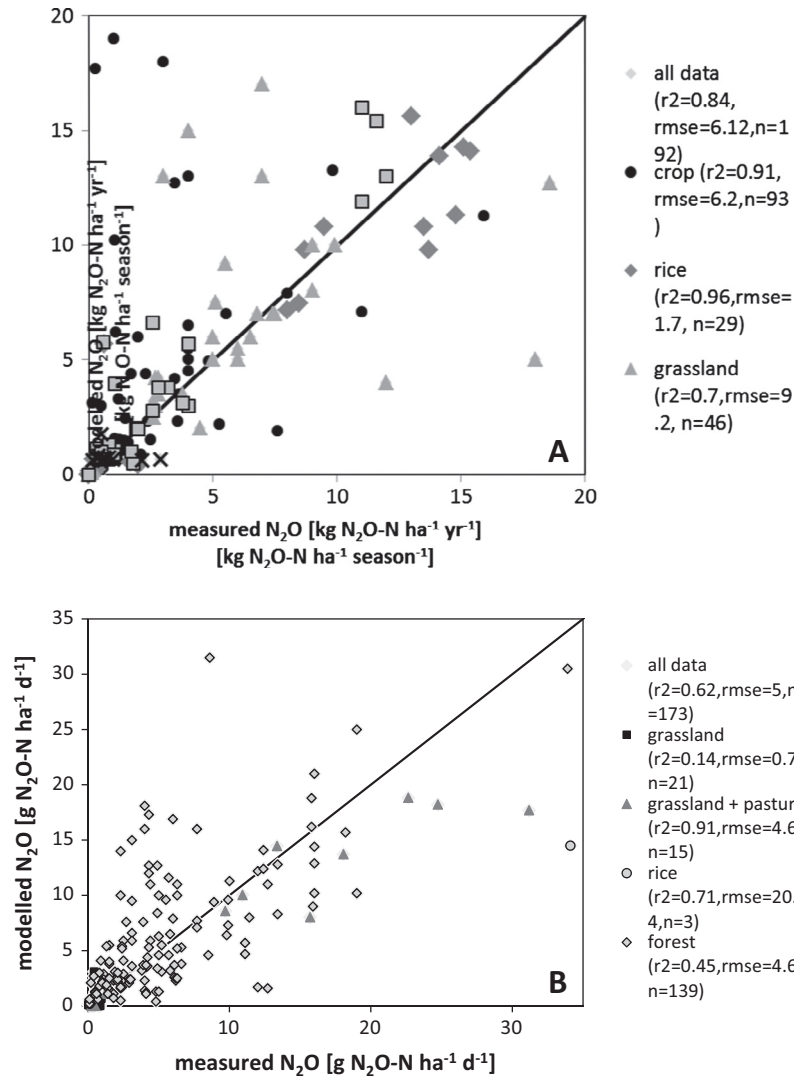 20
15
10
5
0
0
5
10
15
20
modelled N₂O [kg N₂O-N ha⁻¹ yr⁻¹]
[kg N₂O-N ha⁻¹ season⁻¹]
measured N₂O [kg N₂O-N ha⁻¹ yr⁻¹]
[kg N₂O-N ha⁻¹ season⁻¹]
A
all data
(r2=0.84,
rmse=6.12,n=1
92)
crop (r2=0.91,
rmse=6.2,n=93
)
rice
(r2=0.96,rmse=
1.7, n=29)
grassland
(r2=0.7,rmse=9
.2, n=46)
35
30
25
20
15
10
5
0
0
10
20
30
modelled N₂O [g N₂O-N ha⁻¹ d⁻¹]
measured N₂O [g N₂O-N ha⁻¹ d⁻¹]
B
all data
(r2=0.62,rmse=5,n
=173)
grassland
(r2=0.14,rmse=0.7
n=21)
grassland + pastur
(r2=0.91,rmse=4.6
n=15)
rice
(r2=0.71,rmse=20.
4,n=3)
forest
(r2=0.45,rmse=4.6
n=139)